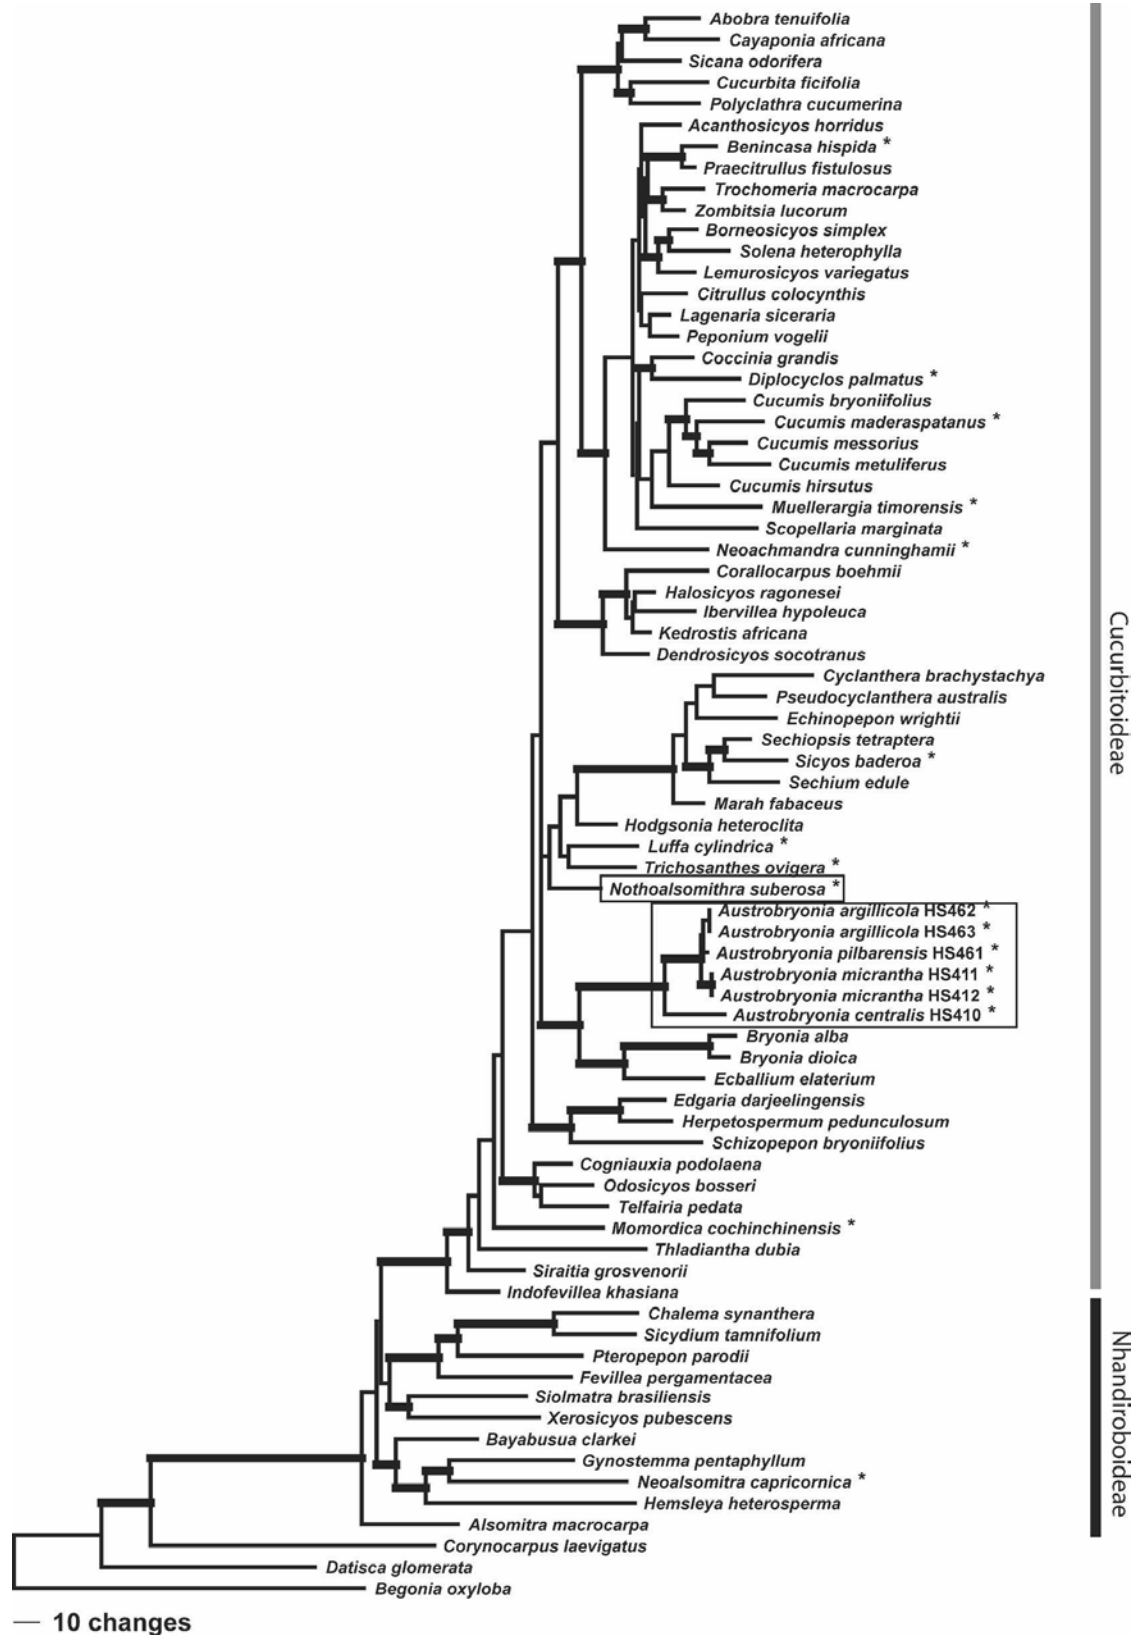 Abobra tenuifolia
Cayaponia africana
Sicana odorifera
Cucurbita ficifolia
Polyclathra cucumerina
Acanthosicyos horridus
Benincasa hispida *
Praecitrullus fistulosus
Trochomeria macrocarpa
Zombitsia lucorum
Borneosicyos simplex
Solena heterophylla
Lemurosicyos variegatus
Citrullus colocynthis
Lagenaria siceraria
Peponium vogelii
Coccinia grandis
Diplocyclos palmatus *
Cucumis bryoniifolius
Cucumis maderaspatanus *
Cucumis messorius
Cucumis metuliferus
Cucumis hirsutus
Muellerargia timorensis *
Scopellaria marginata
Neoachmandra cunninghamii *
Corallocarpus boehmii
Halosicyos ragonesei
Ibervillea hypoleuca
Kedrostis africana
Dendrosicyos socotranus
Cyclanthera brachystachya
Pseudocyclanthera australis
Echinopepon wrightii
Sechiopsis tetraptera
Sicyos baderoa *
Sechium edule
Marah fabaceus
Hodgsonia heteroclita
Luffa cylindrica *
Trichosanthes ovigera *
Nothoalsomithra suberosa *
Austrobryonia argillicola HS462 *
Austrobryonia argillicola HS463 *
Austrobryonia pilbarensis HS461 *
Austrobryonia micrantha HS411 *
Austrobryonia micrantha HS412 *
Austrobryonia centralis HS410 *
Bryonia alba
Bryonia dioica
Ecballium elaterium
Edgaria darjeelingensis
Herpetospermum pedunculosum
Schizopepon bryoniifolius
Cogniauxia podolaena
Odosicyos bosseri
Telfairia pedata
Momordica cochinchinensis *
Thladiantha dubia
Siraitia grosvenorii
Indofevillea khasiana
Chalema synanthera
Sicydium tamnifolium
Pteropepon parodii
Fevillea pergamentacea
Siolmatra brasiliensis
Xerosicyos pubescens
Bayabusua clarkei
Gynostemma pentaphyllum
Neoalsomitra capricornica *
Hemsleya heterosperma
Alsomitra macrocarpa
Corynocarpus laevigatus
Datisca glomerata
Begonia oxyloba
10 changes
Cucurbitoideae
Nhandiroboideae